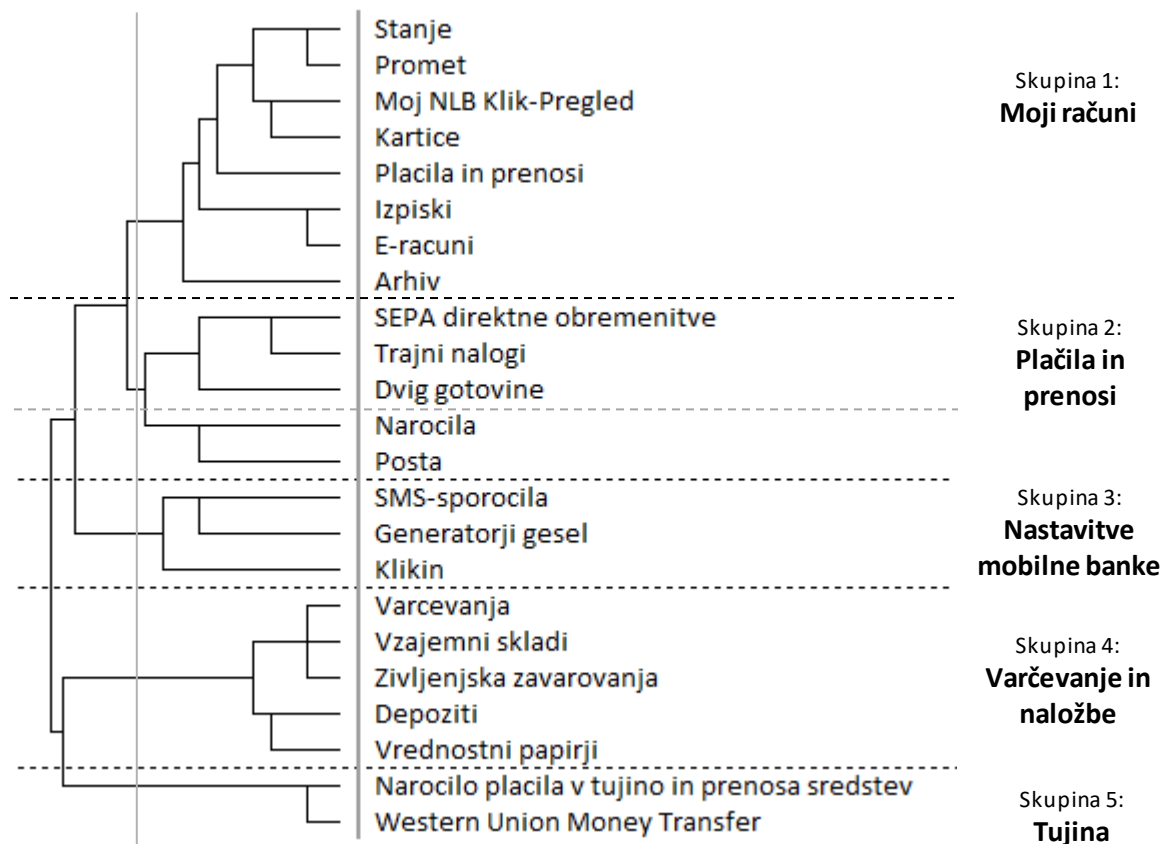 Stanje
Promet
Moj NLB Klik-Pregled
Kartice
Placila in prenosi
Izpiski
E-racuni
Arhiv
Skupina 1:
Moji računi
SEPA direktne obremenitve
Trajni nalogi
Dvig gotovine
Narocila
Posta
Skupina 2:
Plačila in
prenosi
SMS-sporocila
Generatorji gesel
Klikin
Skupina 3:
Nastavitve
mobilne banke
Varcevanja
Vzajemni skladi
Zivljenjska zavarovanja
Depoziti
Vrednostni papirji
Skupina 4:
Varčevanje in
naložbe
Narocilo placila v tujino in prenosa sredstev
Western Union Money Transfer
Skupina 5:
Tujina